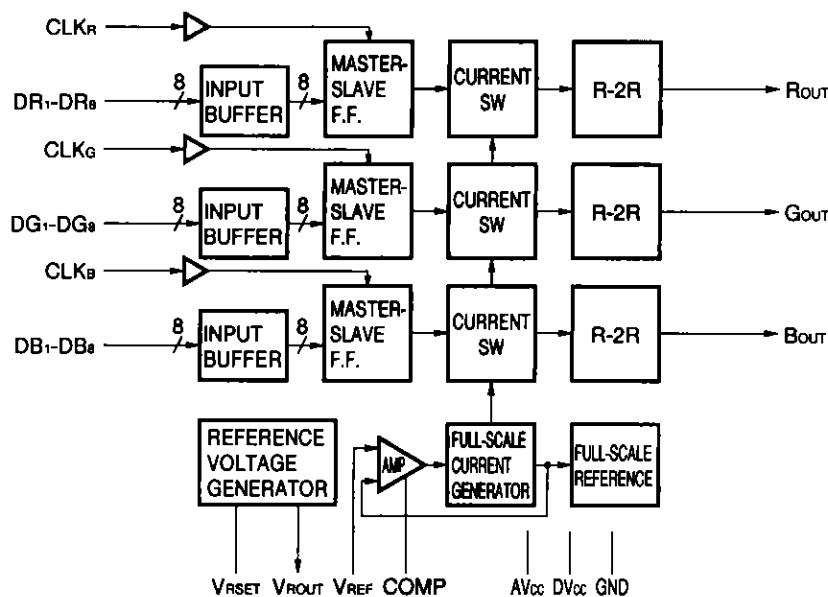 CLKR
DR1-DR8
8
INPUT
BUFFER
8
MASTER-
SLAVE
F.F.
CURRENT
SW
R-2R
ROUT
CLKG
DG1-DG8
8
INPUT
BUFFER
8
MASTER-
SLAVE
F.F.
CURRENT
SW
R-2R
GOUT
CLKB
DB1-DB8
8
INPUT
BUFFER
8
MASTER-
SLAVE
F.F.
CURRENT
SW
R-2R
BOUT
REFERENCE
VOLTAGE
GENERATOR
AMP
FULL-SCALE
CURRENT
GENERATOR
FULL-SCALE
REFERENCE
VRSET
VROUT
VREF
COMP
AVCC
DVCC
GND